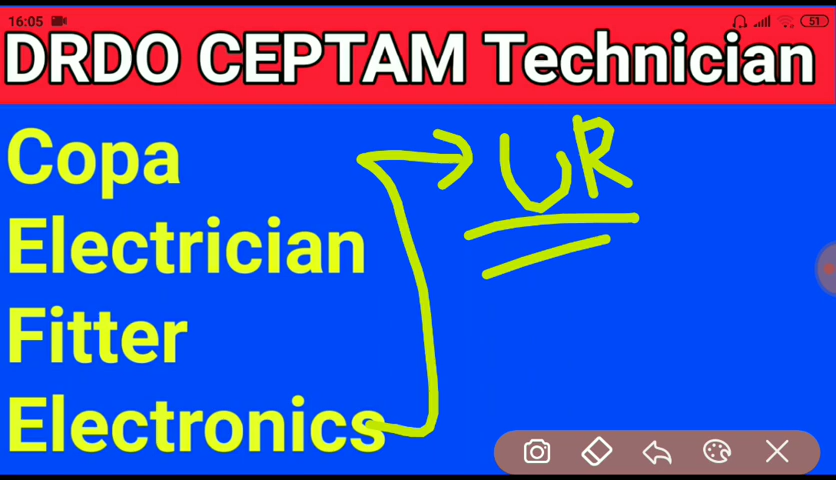 16:05 51
DRDO CEPTAM Technician
Copa
UR
Electrician
Fitter
Electronics